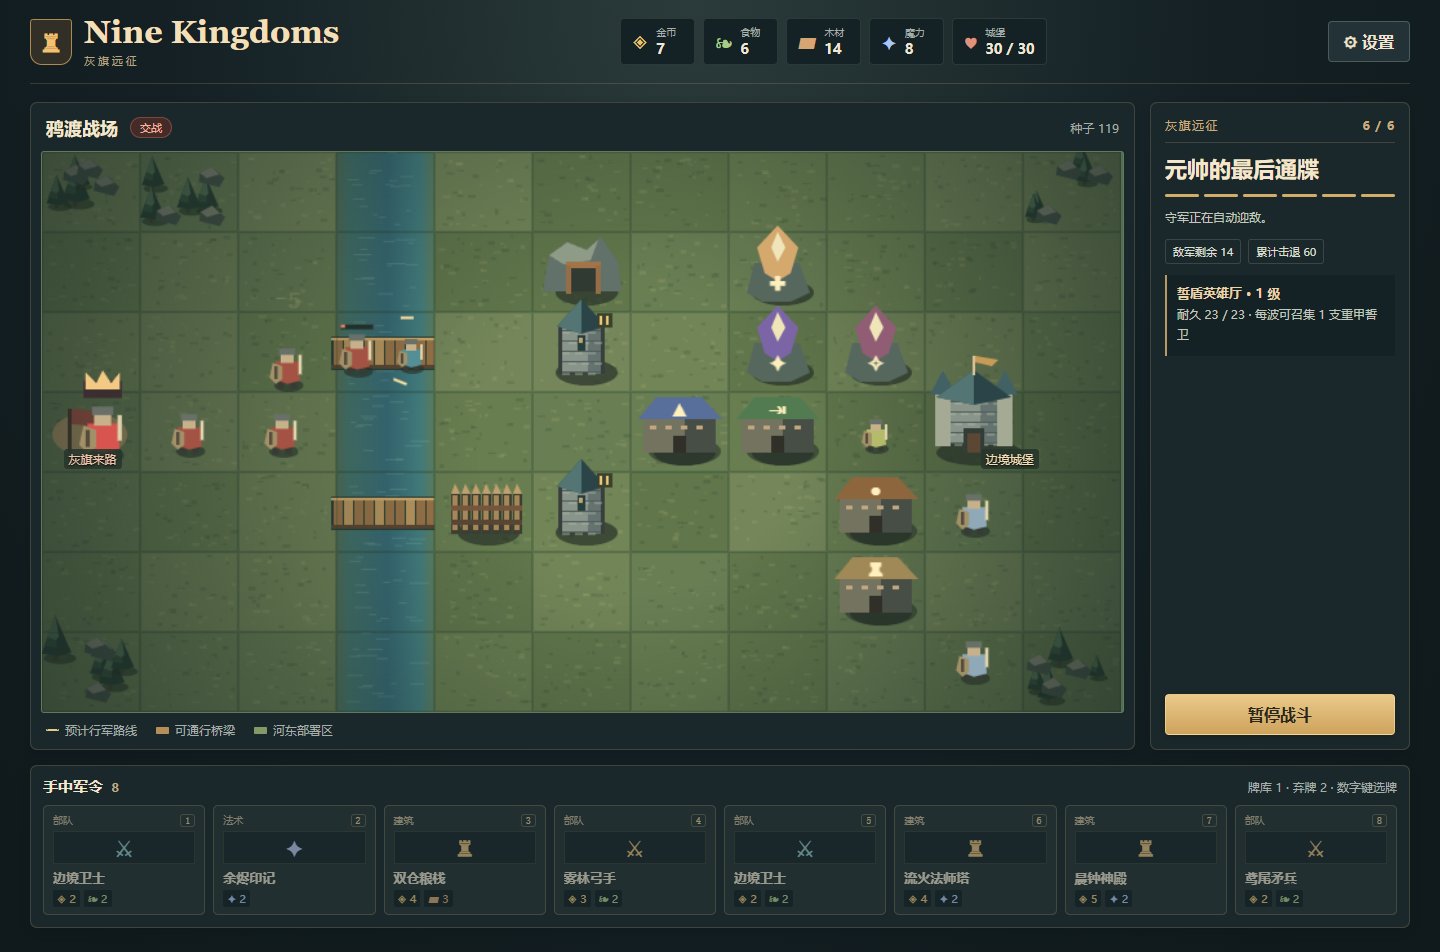 Nine Kingdoms
灰旗远征
金币
7
食物
6
木材
14
魔力
8
城堡
30 / 30
设置
鸦渡战场
交战
种子 119
-5
灰旗来路
边境城堡
预计行军路线
可通行桥梁
河东部署区
灰旗远征
6 / 6
元帅的最后通牒
守军正在自动迎敌。
敌军剩余 14
累计击退 60
誓盾英雄厅 • 1 级
耐久 23 / 23 · 每波可召集 1 支重甲誓
卫
暂停战斗
手中军令 8
牌库 1 · 弃牌 2 · 数字键选牌
部队 1
边境卫士
2 2
法术 2
余烬印记
2
建筑 3
双仓粮栈
4 3
部队 4
雾林弓手
3 2
部队 5
边境卫士
2 2
建筑 6
流火法师塔
4 2
建筑 7
晨钟神殿
5 2
部队 8
鸢尾矛兵
2 2